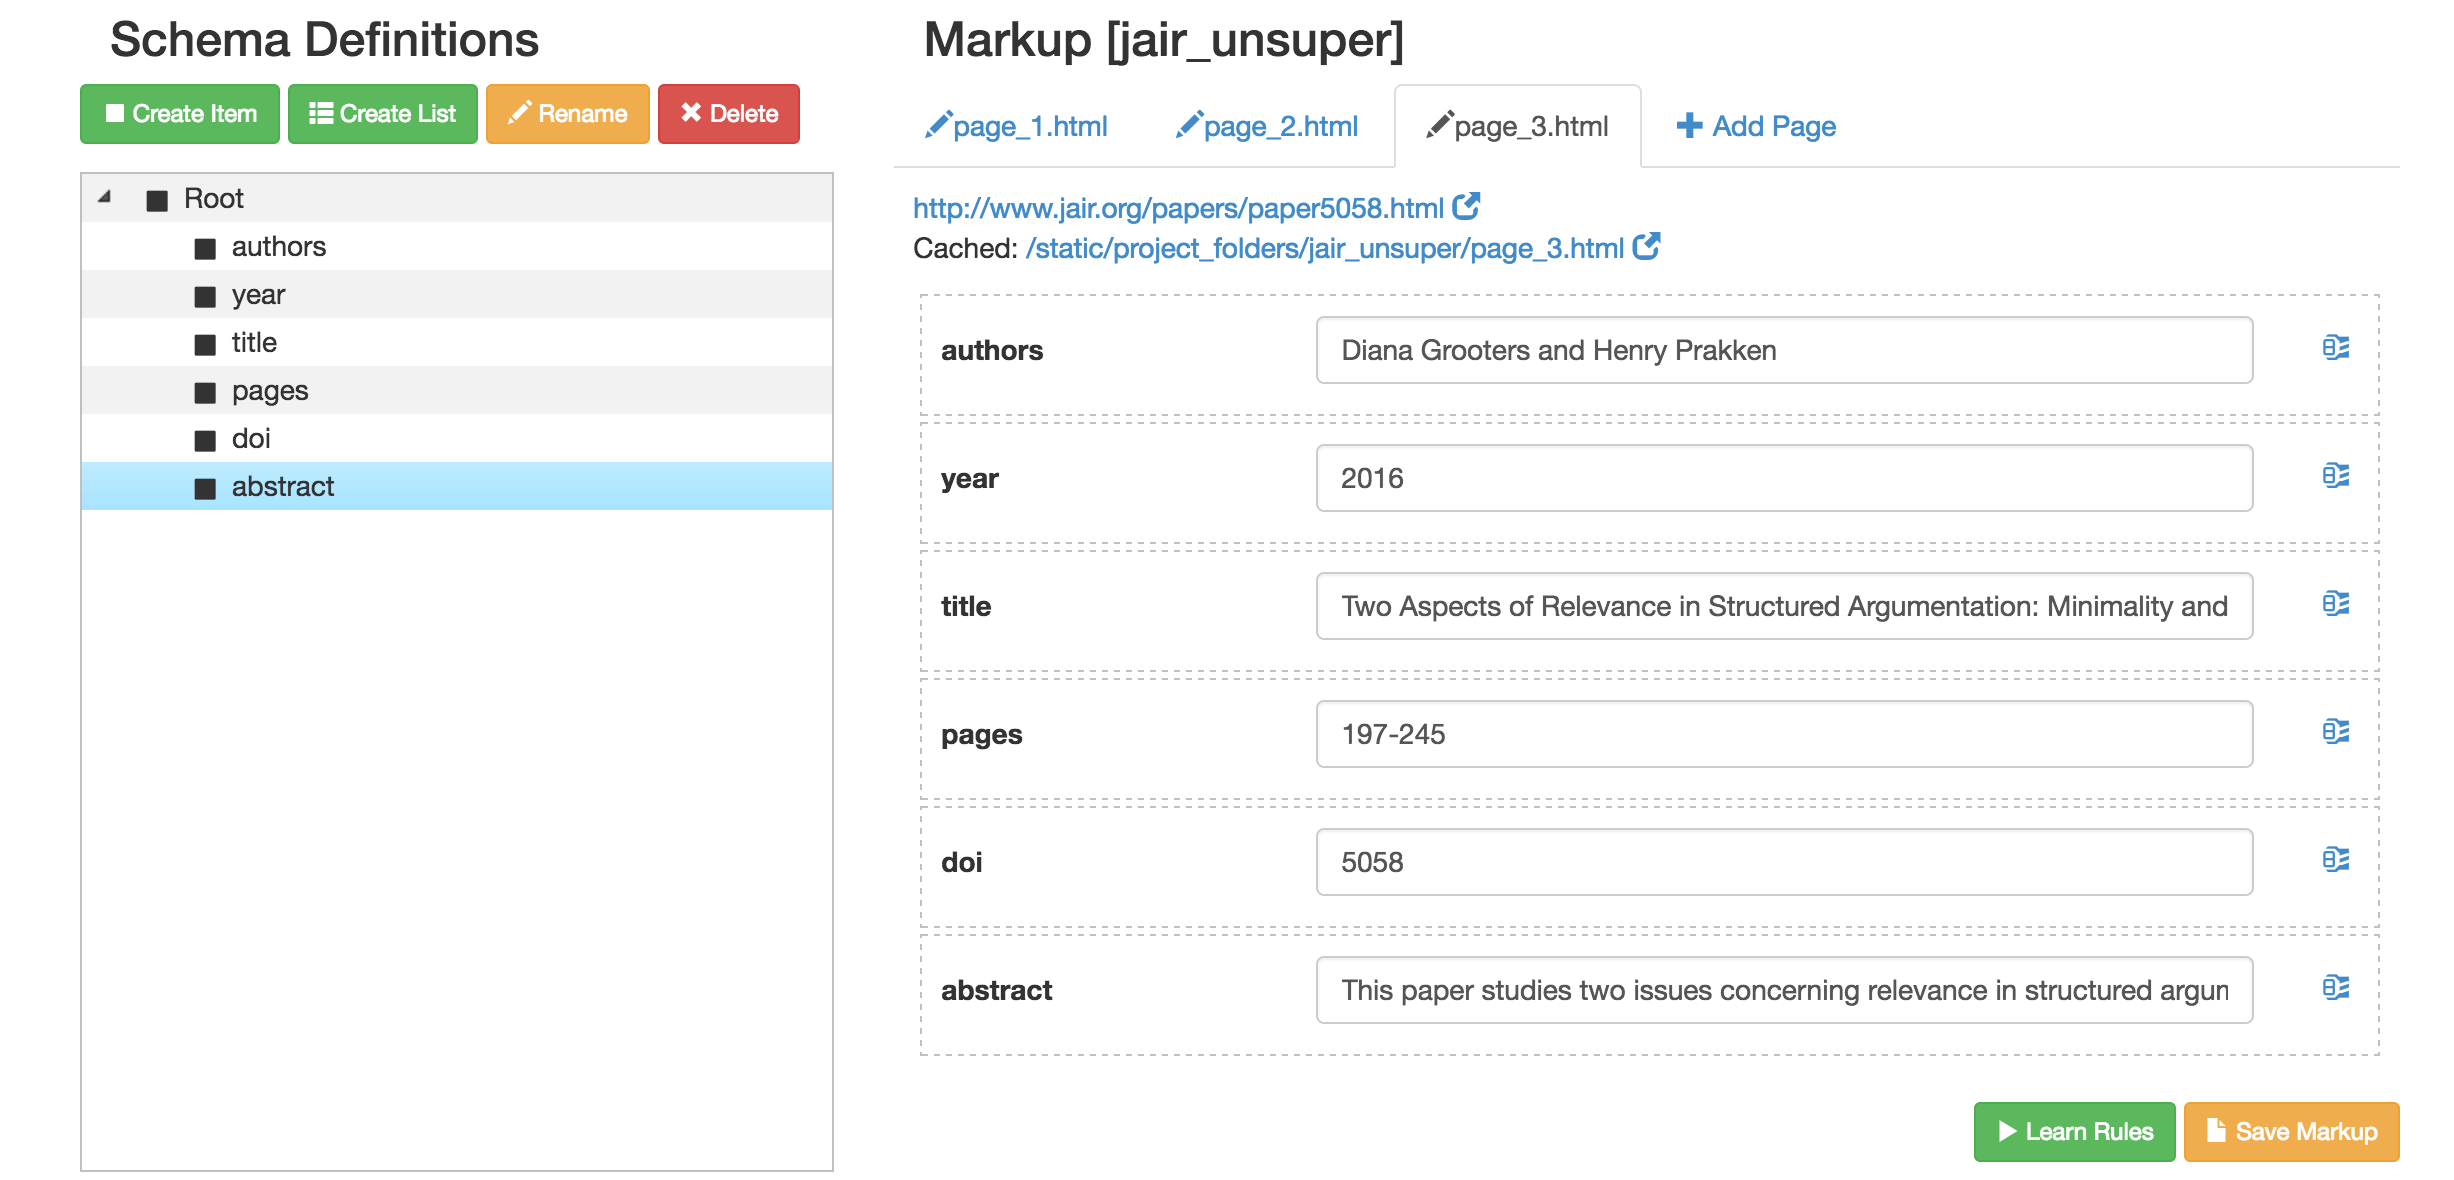 Schema Definitions
Create Item
Create List
Rename
Delete
Root
authors
year
title
pages
doi
abstract
Markup [jair_unsuper]
page_1.html
page_2.html
page_3.html
Add Page
http://www.jair.org/papers/paper5058.html
Cached: /static/project_folders/jair_unsuper/page_3.html
authors Diana Grooters and Henry Prakken
year 2016
title Two Aspects of Relevance in Structured Argumentation: Minimality and
pages 197-245
doi 5058
abstract This paper studies two issues concerning relevance in structured argum
Learn Rules
Save Markup